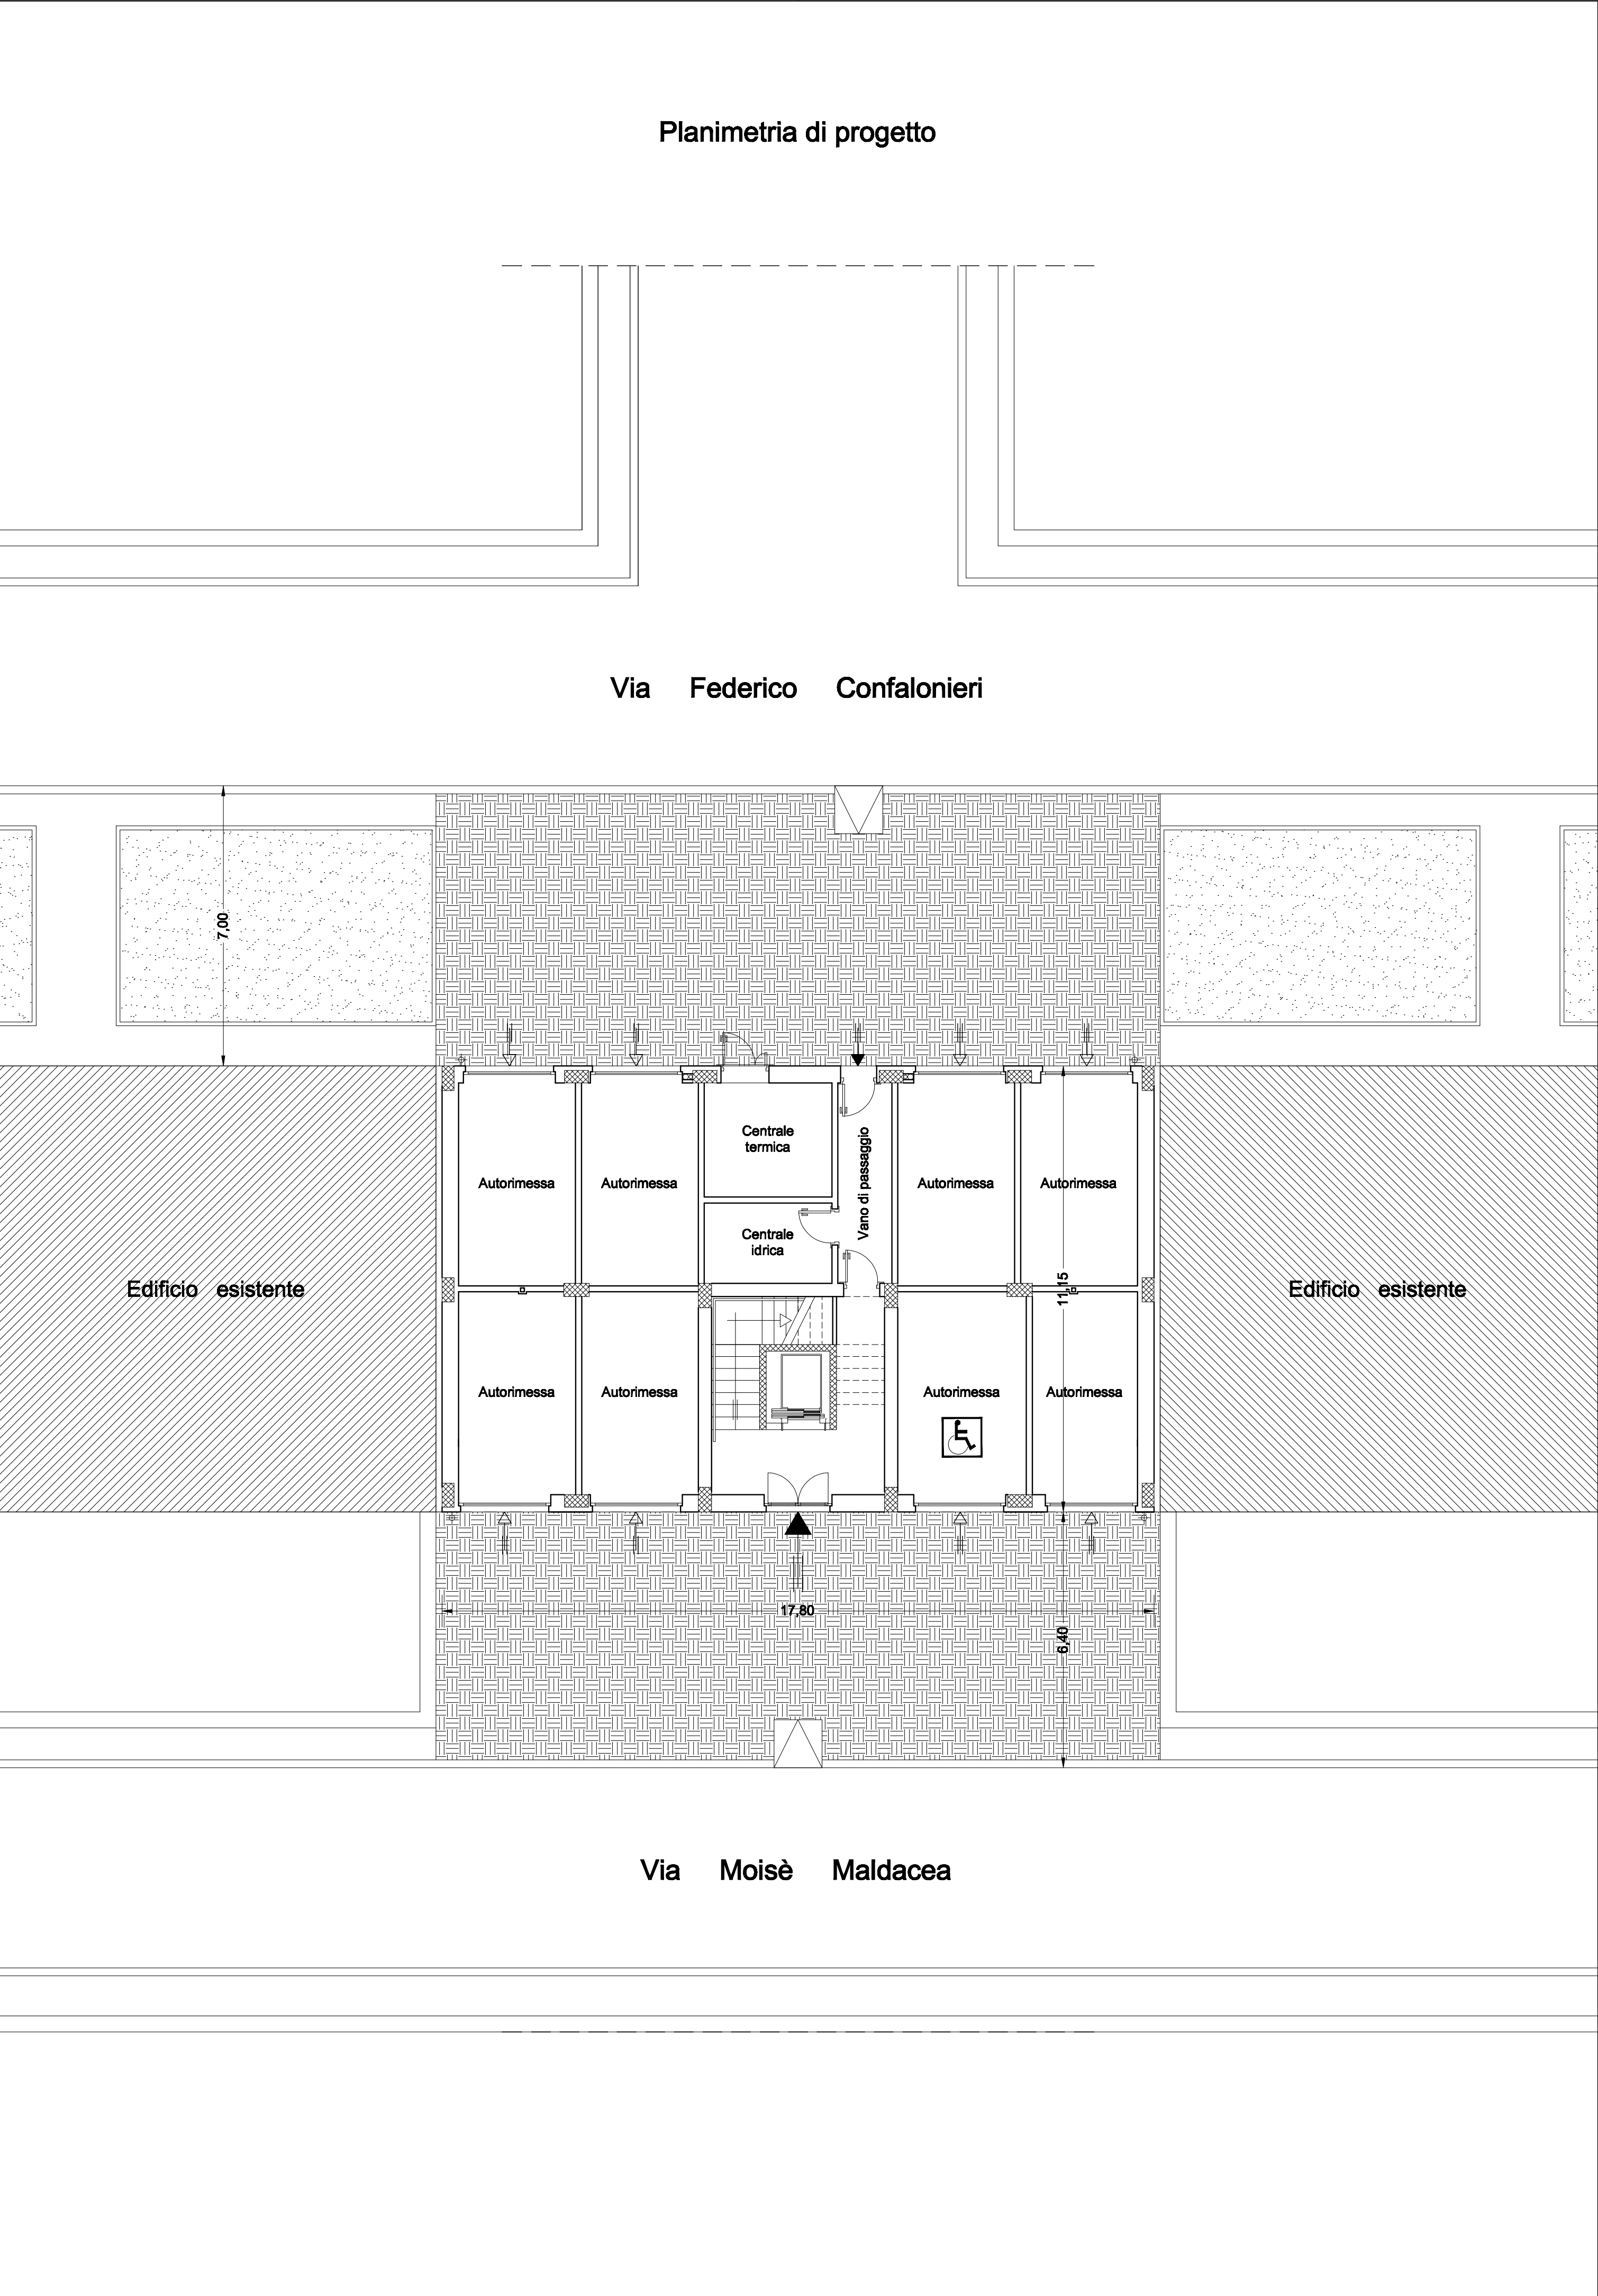 Planimetria di progetto
Via Federico Confalonieri
7,00
Centrale
termica
Vano di passaggio
Autorimessa
Autorimessa
Autorimessa
Autorimessa
Centrale
idrica
Edificio esistente
11,15
Edificio esistente
Autorimessa
Autorimessa
Autorimessa
Autorimessa
17,80
6,40
Via Moisè Maldacea